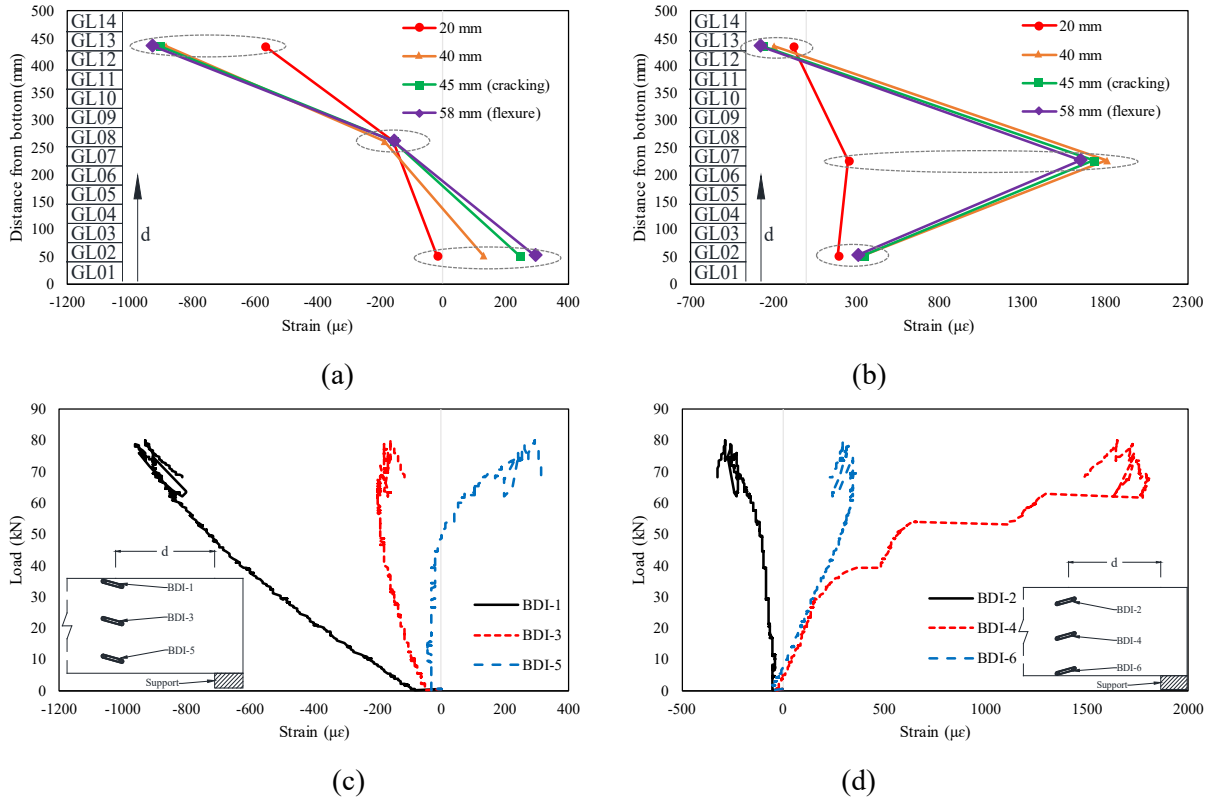 Distance from bottom (mm)
500
450
400
350
300
250
200
150
100
50
0
GL14
GL13
GL12
GL11
GL10
GL09
GL08
GL07
GL06
GL05
GL04
GL03
GL02
GL01
d
20 mm
40 mm
45 mm (cracking)
58 mm (flexure)
-1200 -1000 -800 -600 -400 -200 0 200 400
Strain (με)
(a)
Distance from bottom (mm)
500
450
400
350
300
250
200
150
100
50
0
GL14
GL13
GL12
GL11
GL10
GL09
GL08
GL07
GL06
GL05
GL04
GL03
GL02
GL01
d
20 mm
40 mm
45 mm (cracking)
58 mm (flexure)
-700 -200 300 800 1300 1800 2300
Strain (με)
(b)
Load (kN)
90
80
70
60
50
40
30
20
10
0
d
BDI-1
BDI-3
BDI-5
Support
BDI-1
BDI-3
BDI-5
-1200 -1000 -800 -600 -400 -200 0 200 400
Strain (με)
(c)
Load (kN)
90
80
70
60
50
40
30
20
10
0
BDI-2
BDI-4
BDI-6
d
BDI-2
BDI-4
BDI-6
Support
-500 0 500 1000 1500 2000
Strain (με)
(d)